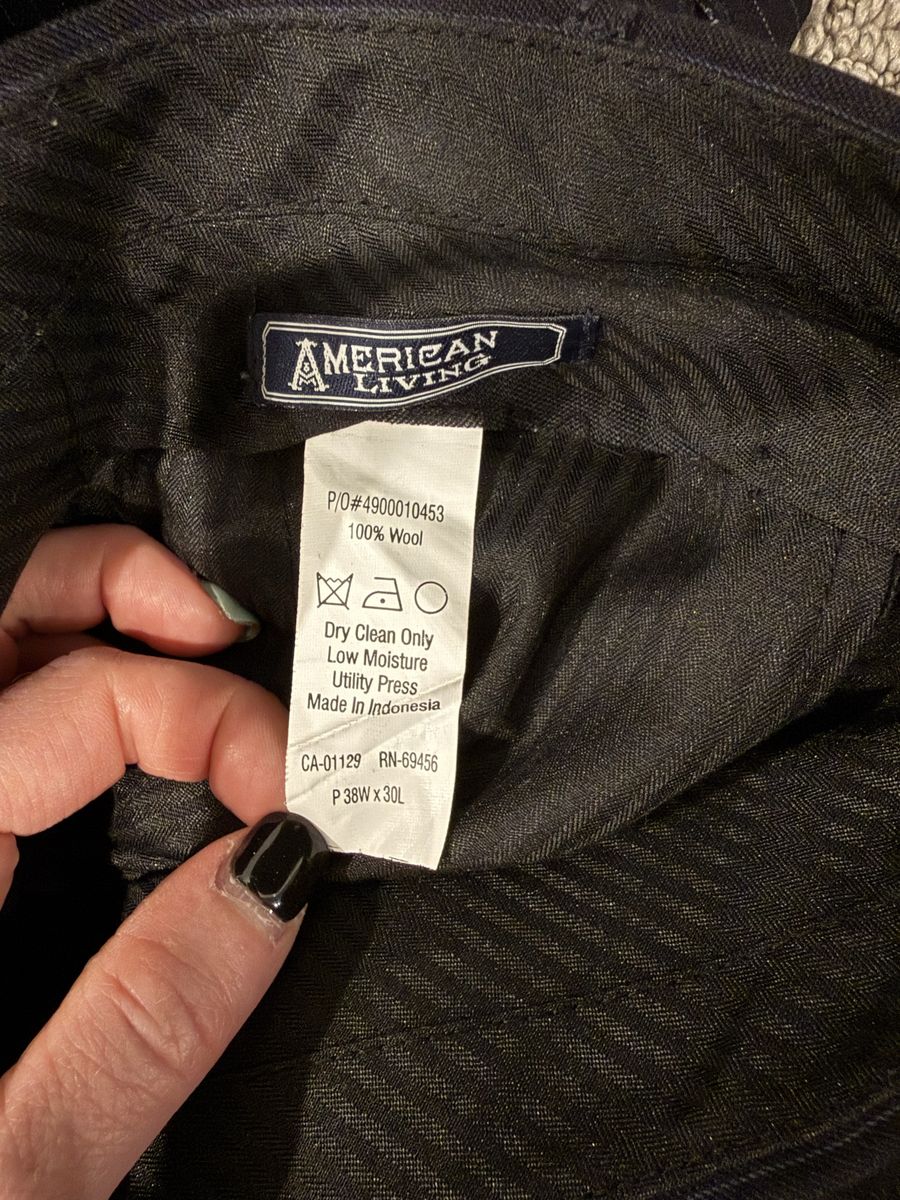 AMERICAN
LIVING
P/O#4900010453
100% Wool
Dry Clean Only
Low Moisture
Utility Press
Made In Indonesia
CA-01129 RN-69456
P 38W x 30L